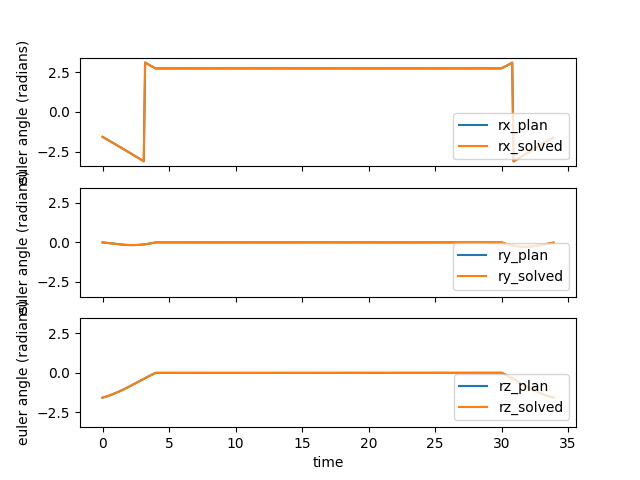 euler angle (radians)
2.5
0.0
−2.5
rx_plan
rx_solved
euler angle (radians)
2.5
0.0
−2.5
ry_plan
ry_solved
euler angle (radians)
2.5
0.0
−2.5
rz_plan
rz_solved
0 5 10 15 20 25 30 35
time